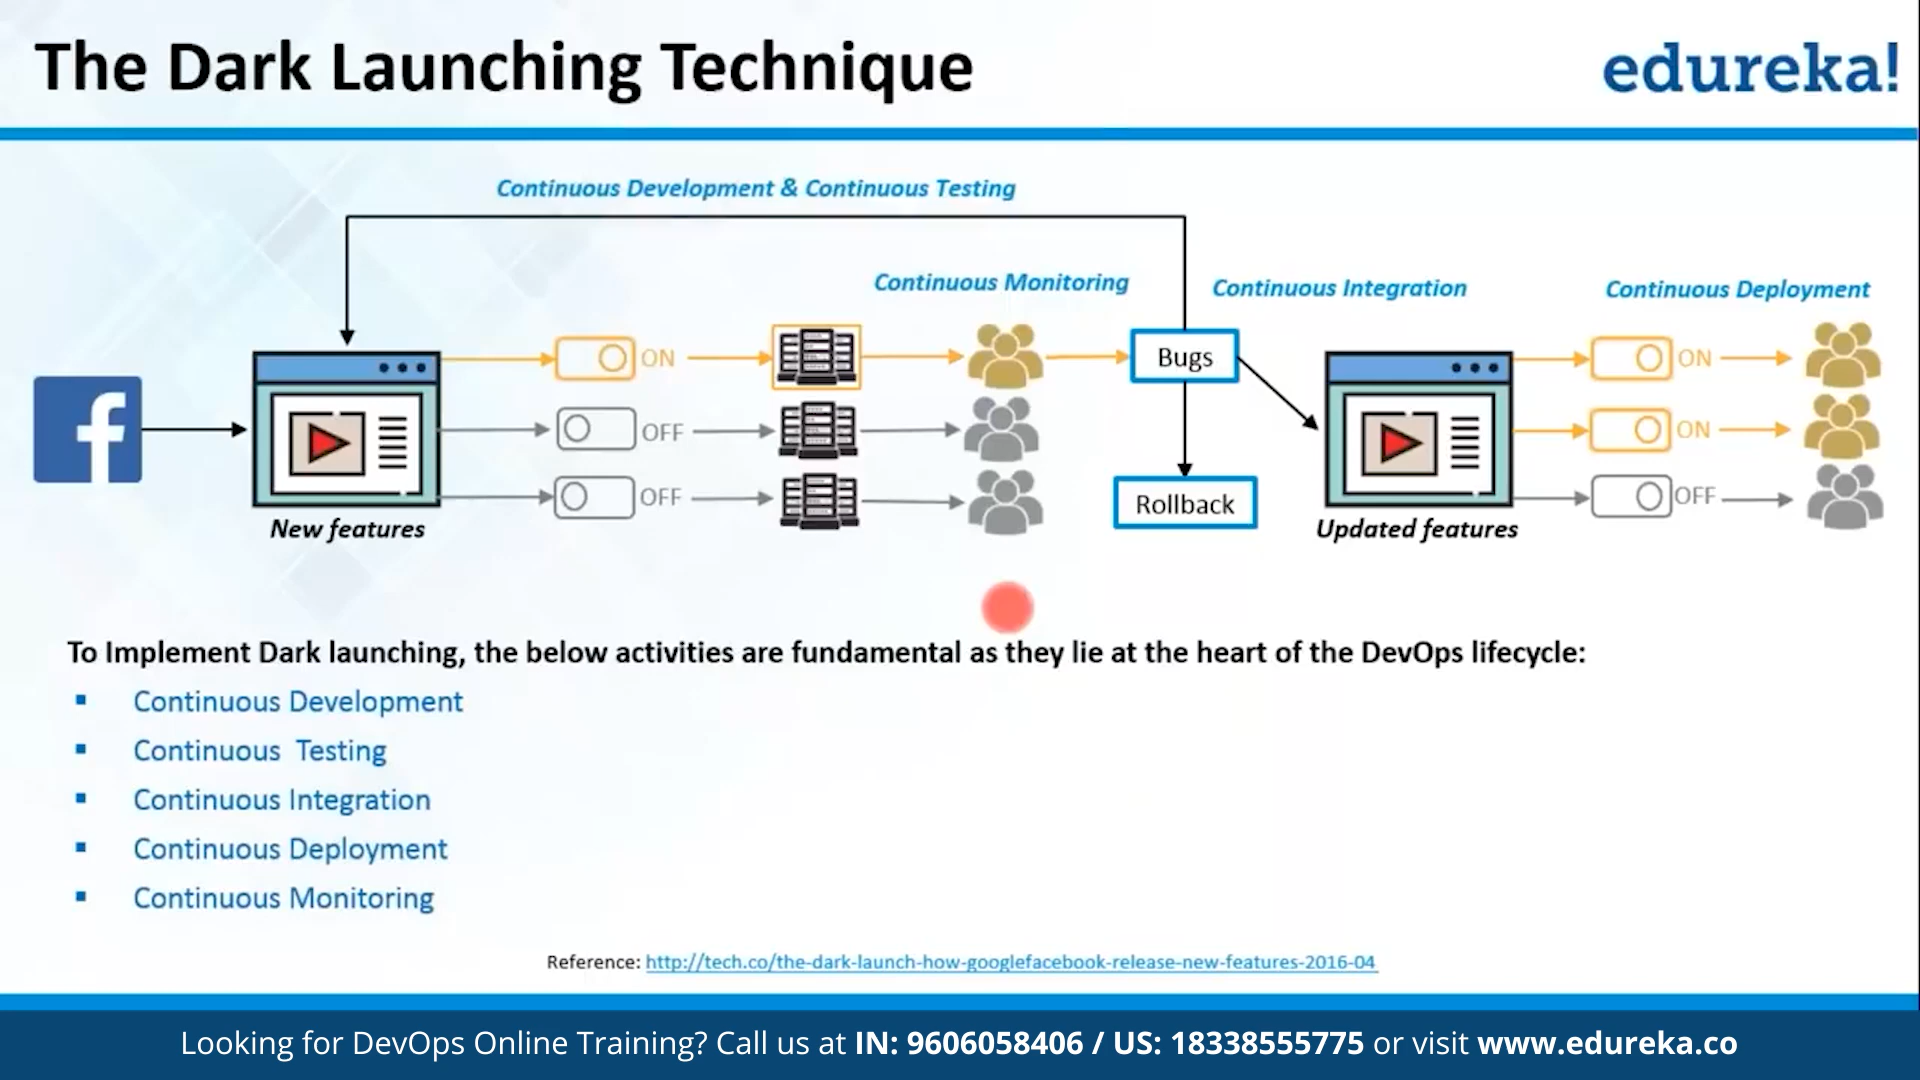 The Dark Launching Technique
edureka!
Continuous Development & Continuous Testing
Continuous Monitoring
Continuous Integration
Continuous Deployment
ON
Bugs
ON
OFF
ON
OFF
Rollback
OFF
New features
Updated features
To Implement Dark launching, the below activities are fundamental as they lie at the heart of the DevOps lifecycle:
▪ Continuous Development
▪ Continuous Testing
▪ Continuous Integration
▪ Continuous Deployment
▪ Continuous Monitoring
Reference: http://tech.co/the-dark-launch-how-googlefacebook-release-new-features-2016-04
Looking for DevOps Online Training? Call us at IN: 9606058406 / US: 18338555775 or visit www.edureka.co